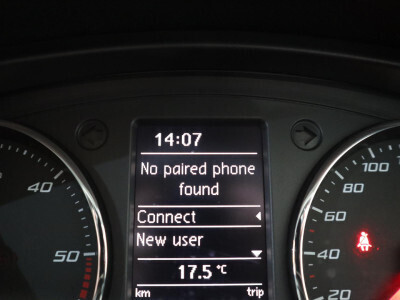 14:07
No paired phone
found
Connect
New user
17.5 °C
km trip
40
50
100
80
60
40
20